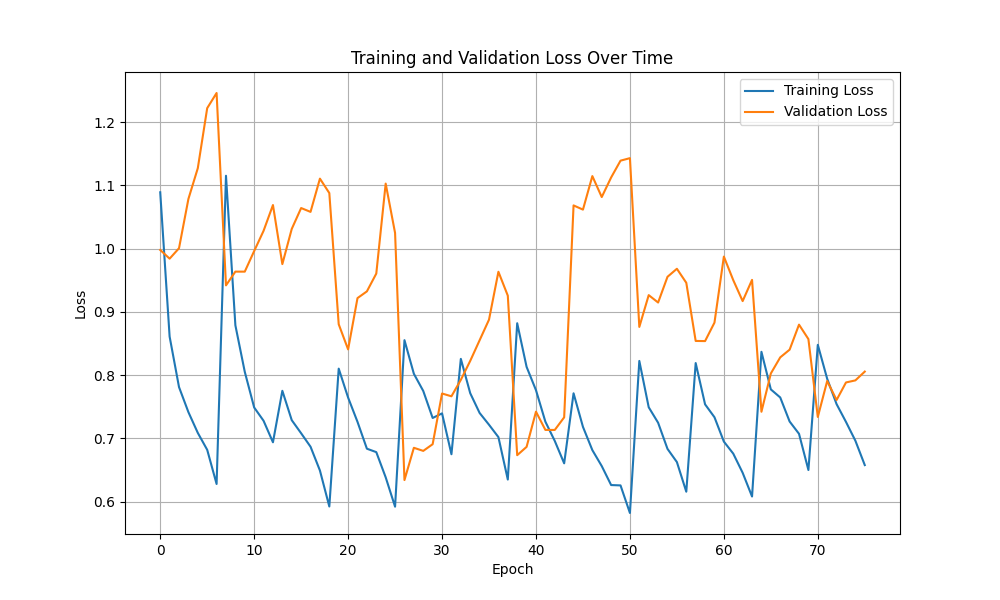 Training and Validation Loss Over Time
Training Loss
Validation Loss
1.2
1.1
1.0
0.9
0.8
0.7
0.6
Loss
0 10 20 30 40 50 60 70
Epoch